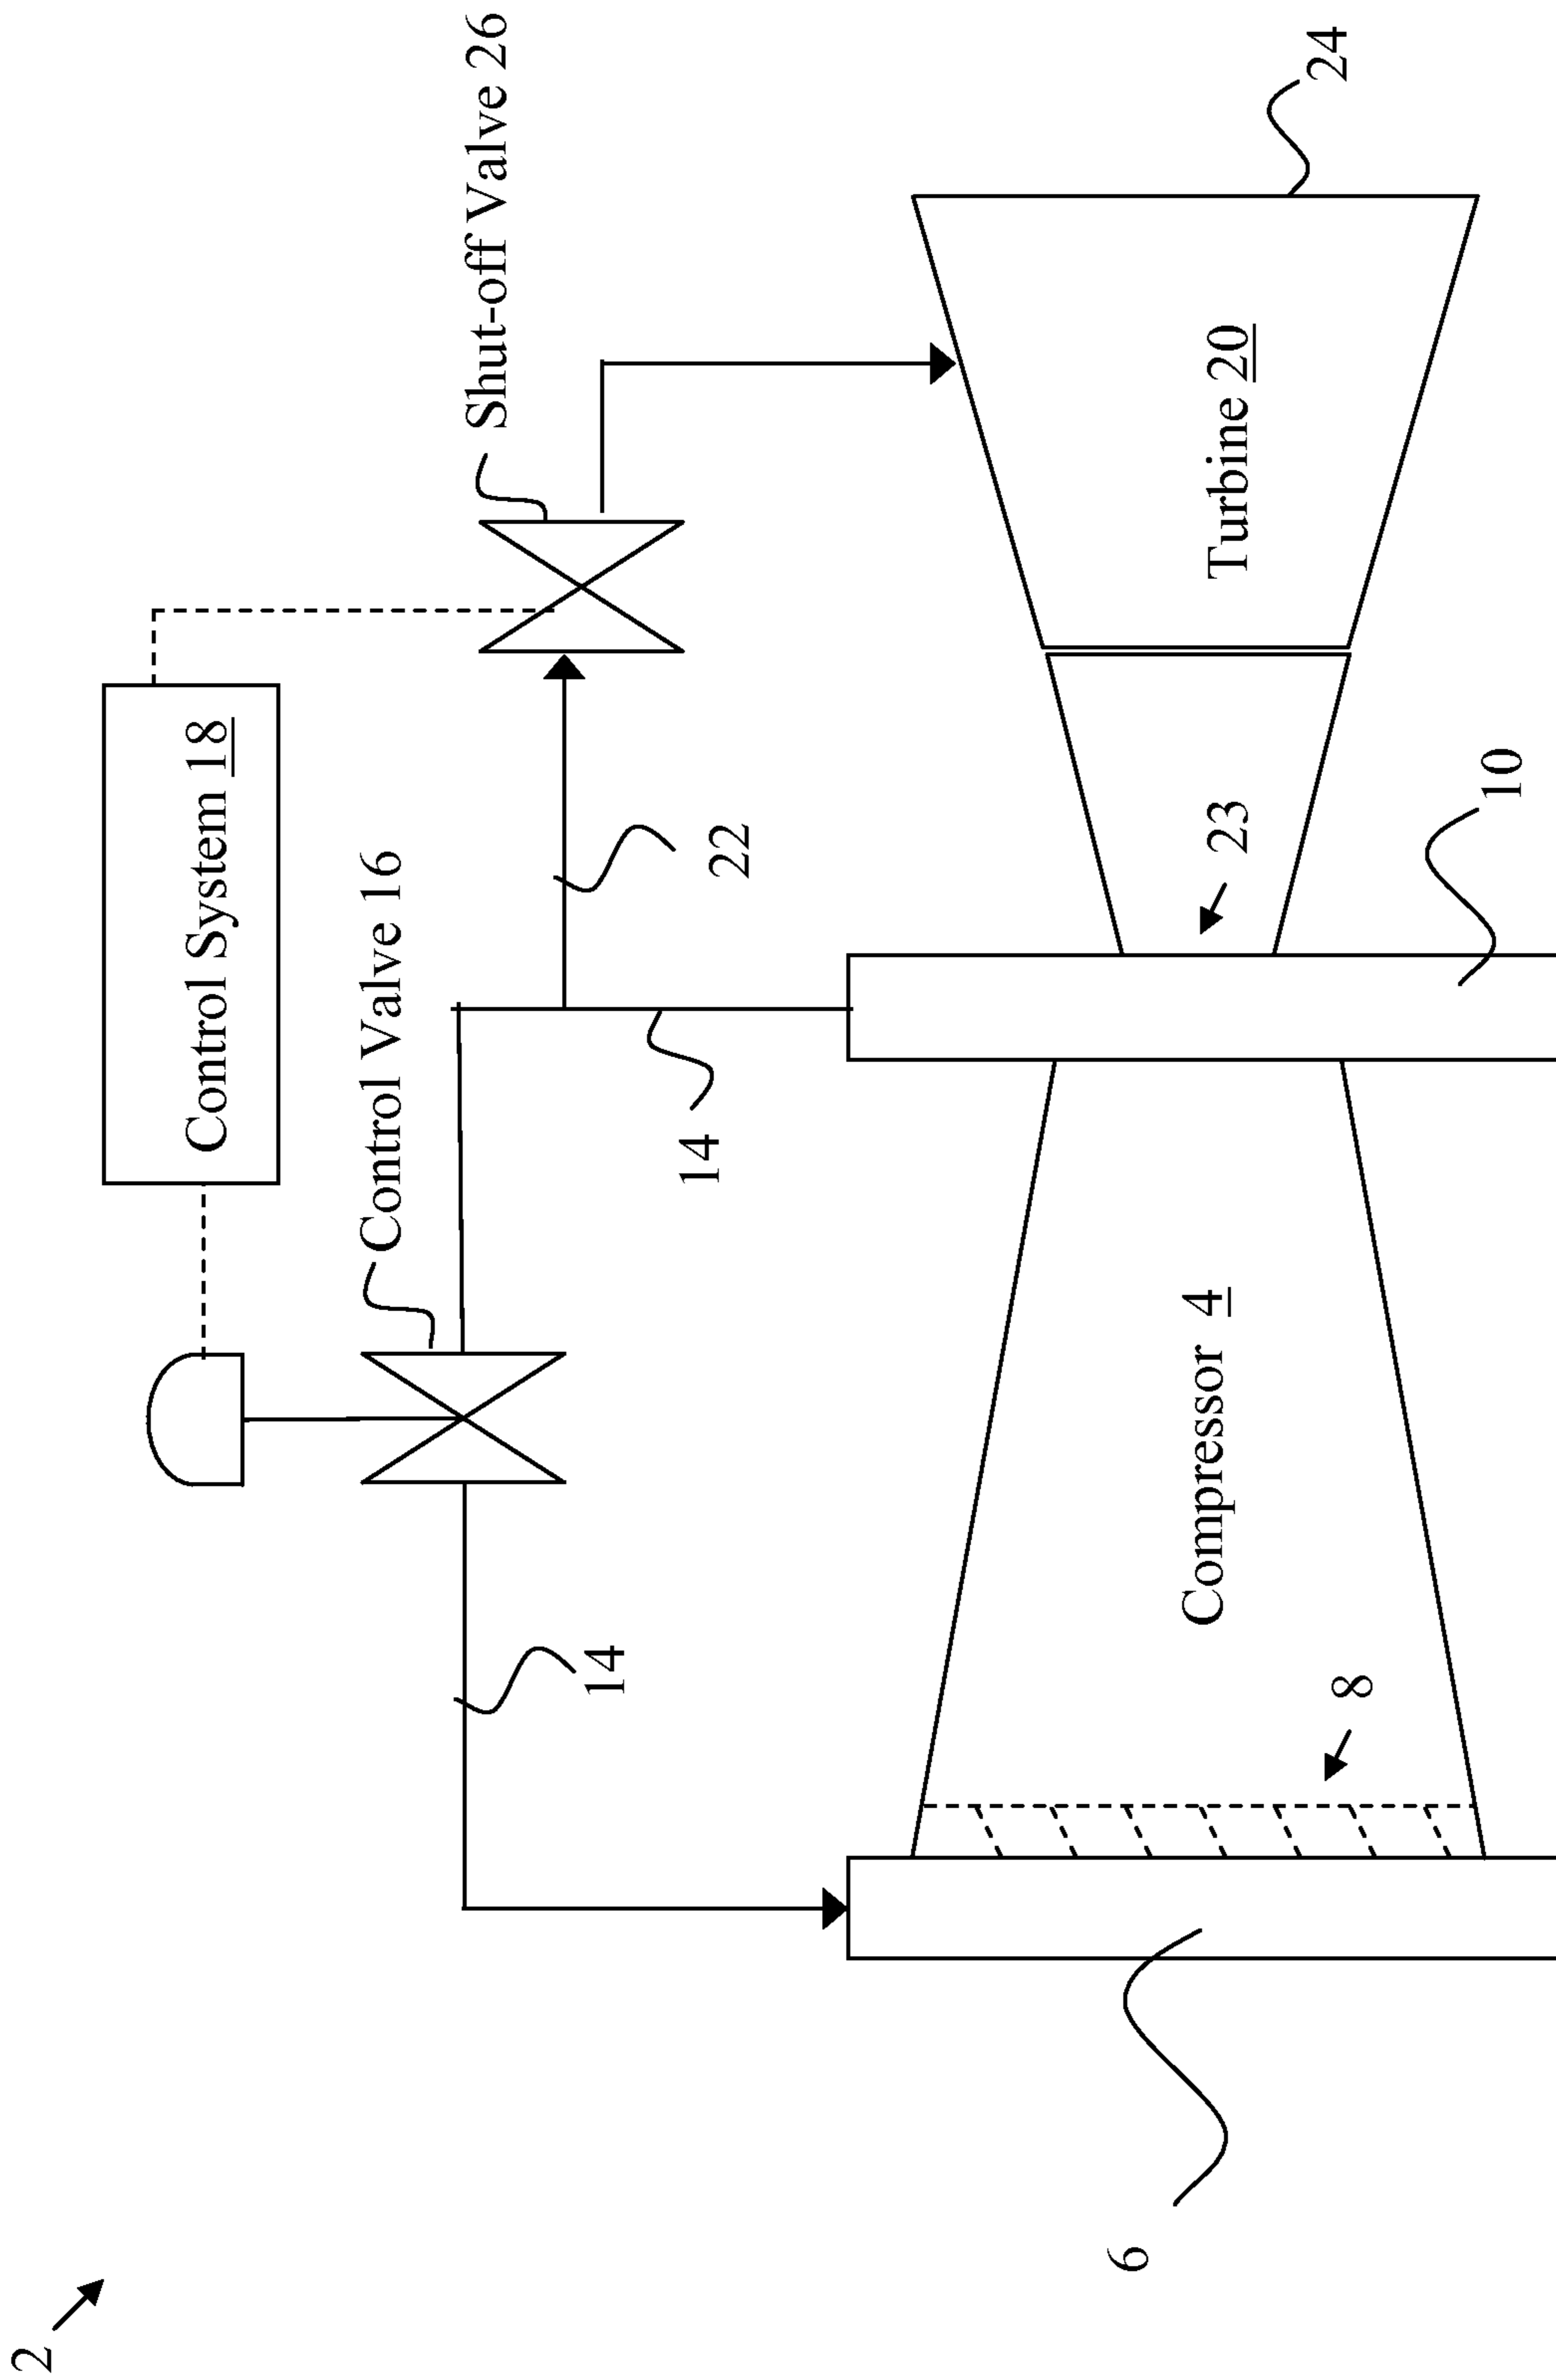 2
Control System 18
Shut-off Valve 26
Control Valve 16
22
14
14
24
Turbine 20
23
10
Compressor 4
8
6